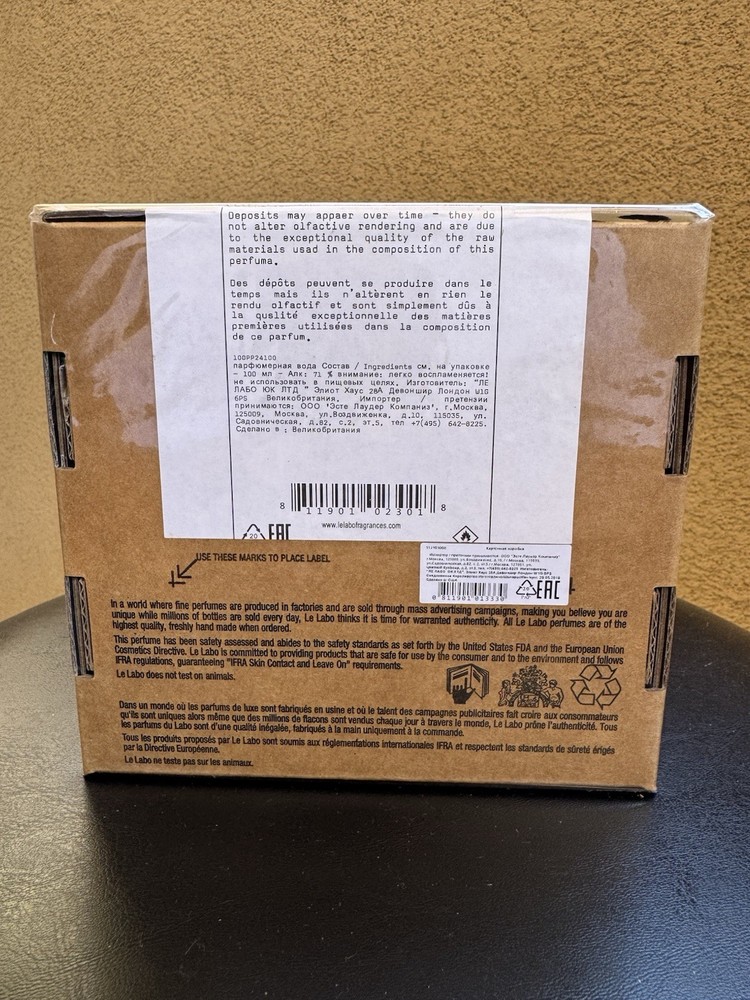 Deposits may appaer over time - they do
not alter olfactive rendering and are due
to the exceptional quality of the raw
materials usad in the composition of this
perfuma.
Des dépôts peuvent se produire dans le
temps mais ils n'altèrent en rien le
rendu olfactif et sont simplement dûs à
la qualité exceptionnelle des matières
premières utilisées dans la composition
de ce parfum.
100PP24100
парфюмерная вода Состав / Ingredients см. на упаковке
- 100 мл - Алк: 71 % внимание: легко воспламеняется!
не использовать в пищевых целях. Изготовитель: "ЛЕ
ЛАБО ЮК ЛТД " Элиот Хаус 28А Девоншир Лондон W1G
6PS Великобритания. Импортер / претензии
принимаются: ООО "Эсте Лаудер Компаниз", г.Москва,
125009, Москва, ул.Воздвиженка, д.10, 115035, ул.
Садовническая, д.82, с.2, эт.5, тел +7(495) 642-8225.
Сделано в : Великобритания
8 11901 02301 8
www.lelabofragrances.com
20 EAC
USE THESE MARKS TO PLACE LABEL
Картонная коробка
0 811901 013330
EAC
In a world where fine perfumes are produced in factories and are sold through mass advertising campaigns, making you believe you are
unique while millions of bottles are sold every day, Le Labo thinks it is time for warranted authenticity. All Le Labo perfumes are of the
highest quality, freshly hand made when ordered.
This perfume has been safety assessed and abides to the safety standards as set forth by the United States FDA and the European Union
Cosmetics Directive. Le Labo is committed to providing products that are safe for use by the consumer and to the environment and follows
IFRA regulations, guaranteeing "IFRA Skin Contact and Leave On" requirements.
Le Labo does not test on animals.
Dans un monde où les parfums de luxe sont fabriqués en usine et où le talent des campagnes publicitaires fait croire aux consommateurs
qu'ils sont uniques alors même que des millions de flacons sont vendus chaque jour à travers le monde, Le Labo prône l'authenticité. Tous
les parfums du Labo sont d'une qualité inégalée, fabriqués à la main uniquement à la commande.
Tous les produits proposés par Le Labo sont soumis aux réglementations internationales IFRA et respectent les standards de sûreté érigés
par la Directive Européenne.
Le Labo ne teste pas sur les animaux.